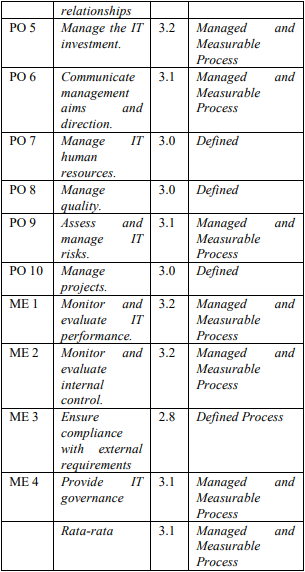 relationships
PO 5 Manage the IT 3.2 Managed and
investment. Measurable
Process
PO 6 Communicate 3.1 Managed and
management Measurable
aims and Process
direction.
PO 7 Manage IT 3.0 Defined
human
resources.
PO 8 Manage 3.0 Defined
quality.
PO 9 Assess and 3.1 Managed and
manage IT Measurable
risks. Process
PO 10 Manage 3.0 Defined
projects.
ME 1 Monitor and 3.2 Managed and
evaluate IT Measurable
performance. Process
ME 2 Monitor and 3.2 Managed and
evaluate Measurable
internal Process
control.
ME 3 Ensure 2.8 Defined Process
compliance
with external
requirements
ME 4 Provide IT 3.1 Managed and
governance Measurable
Process
Rata-rata 3.1 Managed and
Measurable
Process